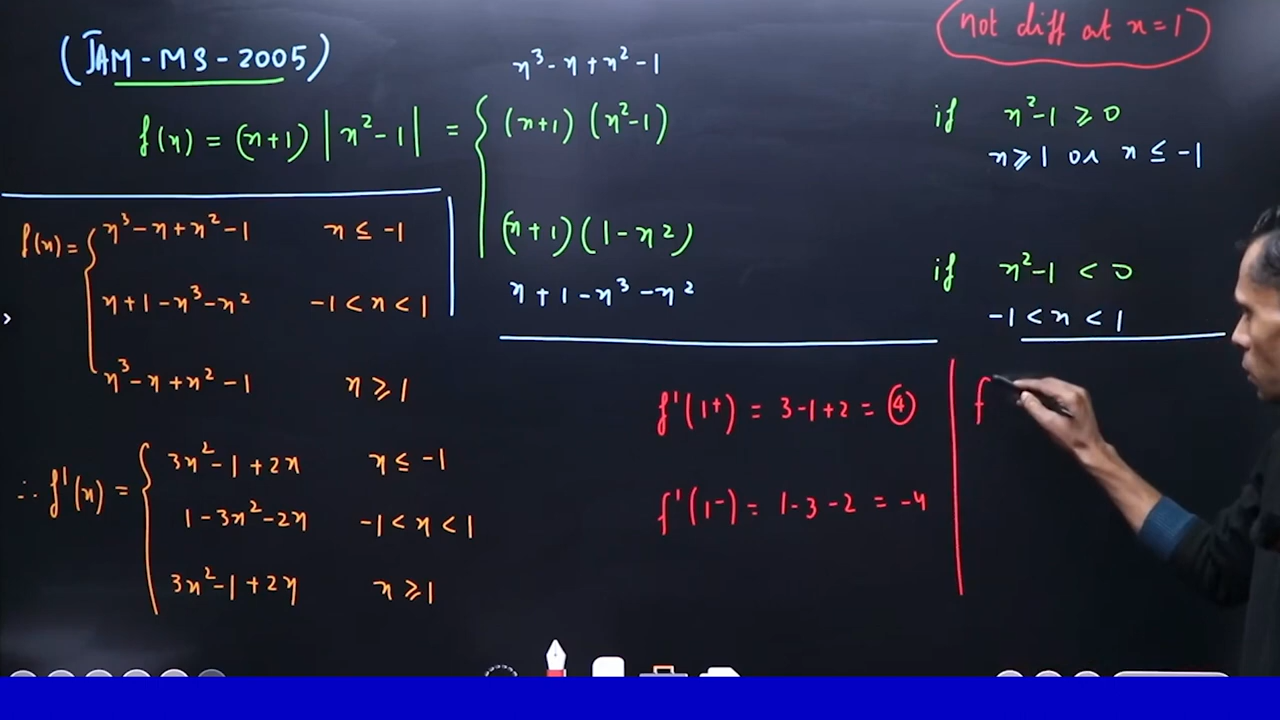 (JAM-MS-2005)
not diff at x=1
x³-x+x²-1
f(x) = (x+1)|x²-1| = { (x+1)(x²-1)
if x²-1 ≥ 0
x≥1 or x ≤ -1
(x+1)(1-x²)
if x²-1 < 0
x+1-x³-x²
-1<x<1
f(x) = { x³-x+x²-1 x ≤ -1
x+1-x³-x² -1<x<1
x³-x+x²-1 x ≥ 1
∴ f'(x) = { 3x²-1+2x x ≤ -1
1-3x²-2x -1<x<1
3x²-1+2x x ≥ 1
f'(1+) = 3-1+2 = 4
f'(1-) = 1-3-2 = -4
f